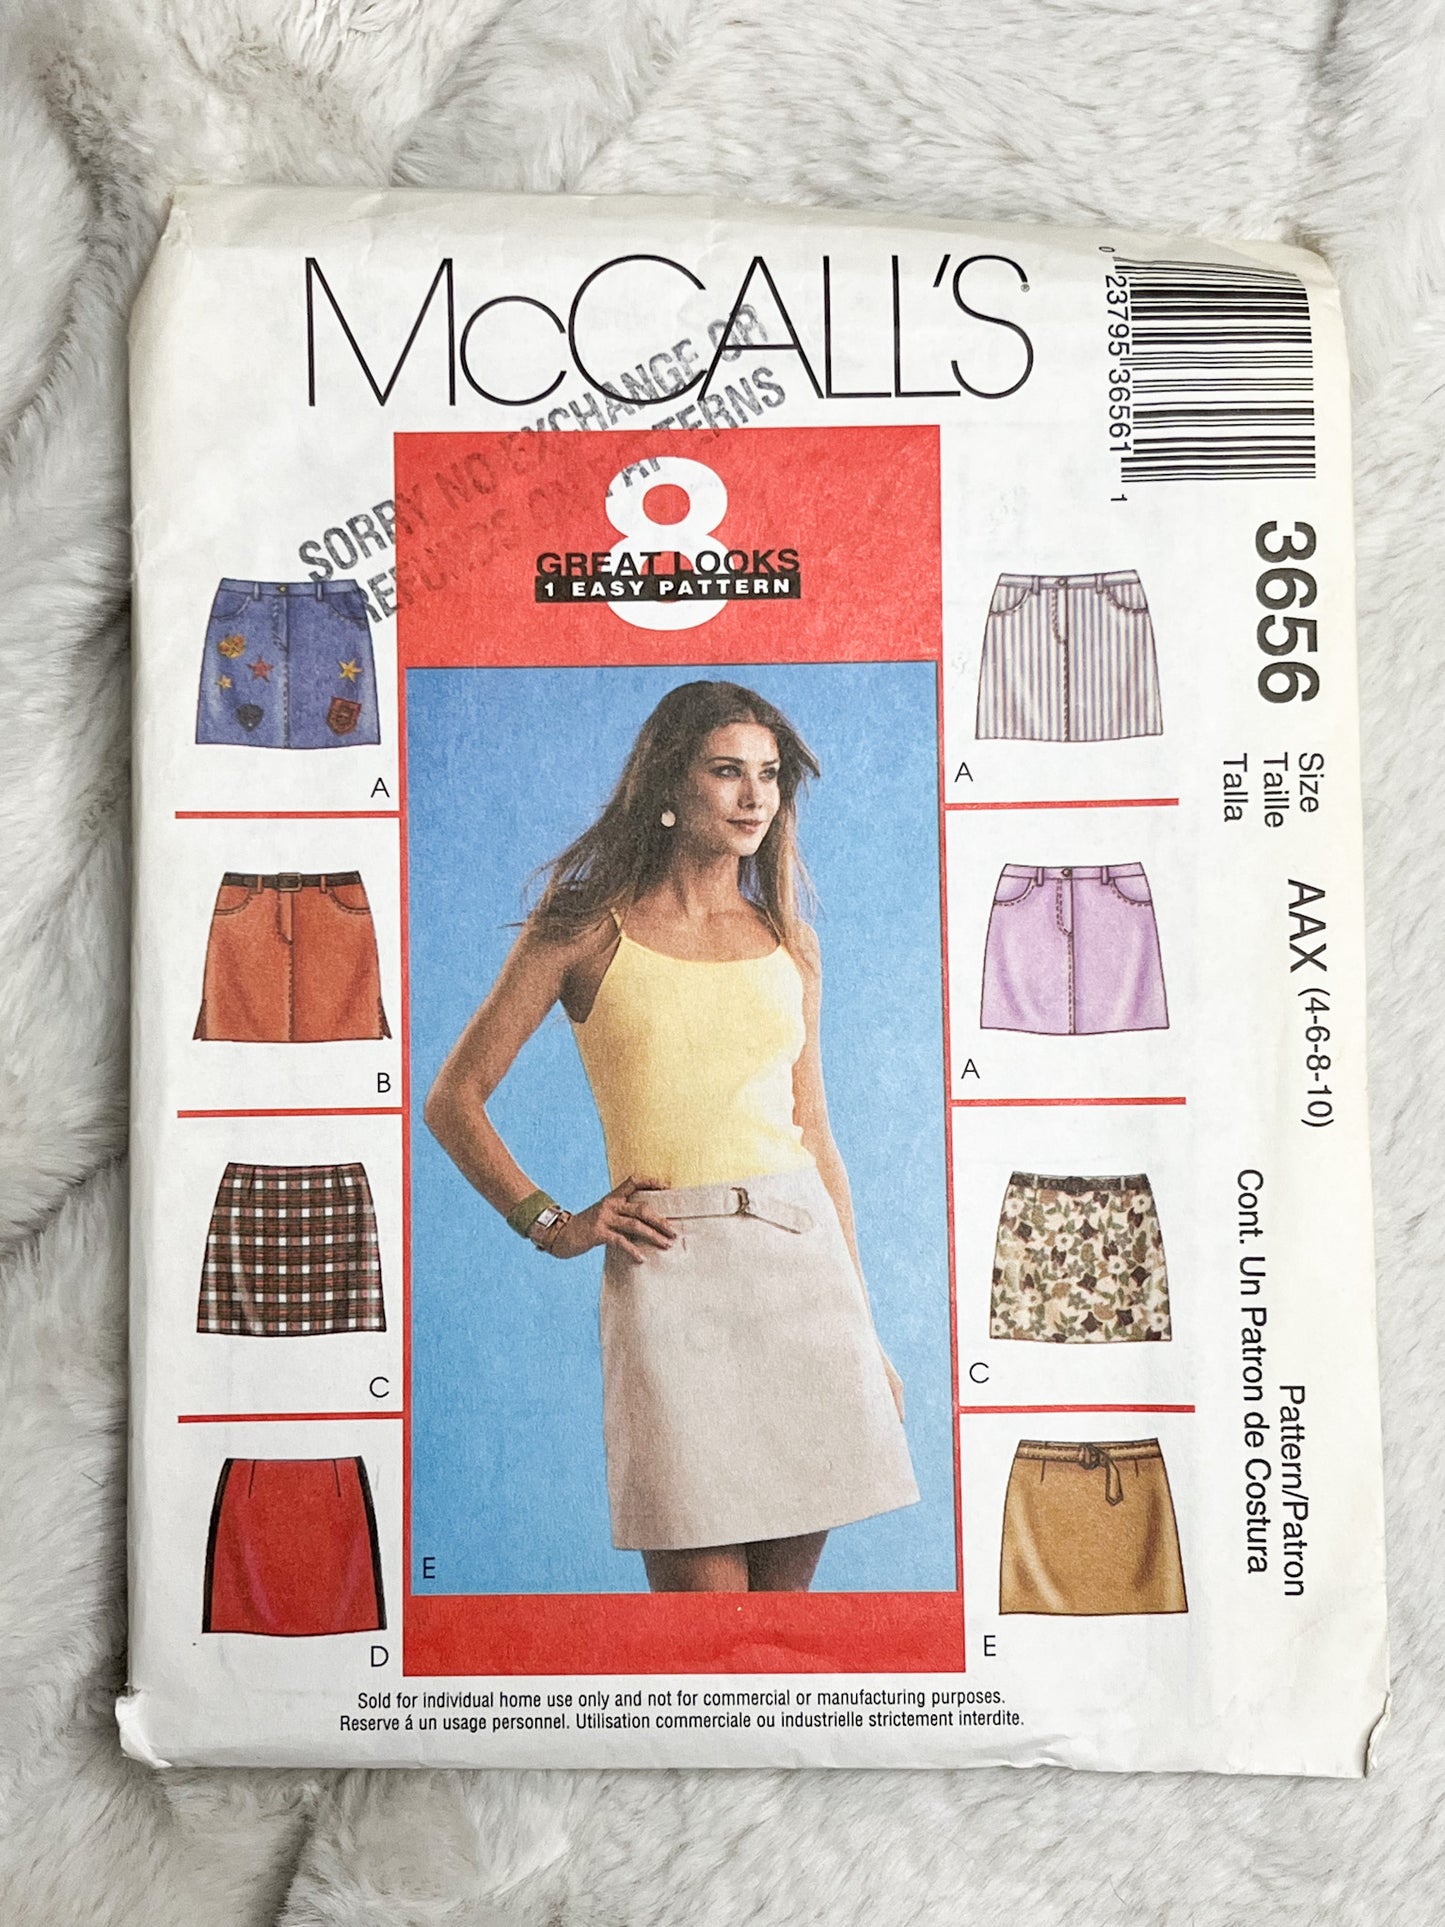 McCALL'S®
SORRY NO EXCHANGE OR
REFUNDS ON PATTERNS
8
GREAT LOOKS
1 EASY PATTERN
0 23795 36561 1
3656
Size
Taille
Talla
AAX (4-6-8-10)
Pattern/Patron
Cont. Un Patron de Costura
A
A
B
A
C
C
D
E
E
Sold for individual home use only and not for commercial or manufacturing purposes.
Reserve á un usage personnel. Utilisation commerciale ou industrielle strictement interdite.